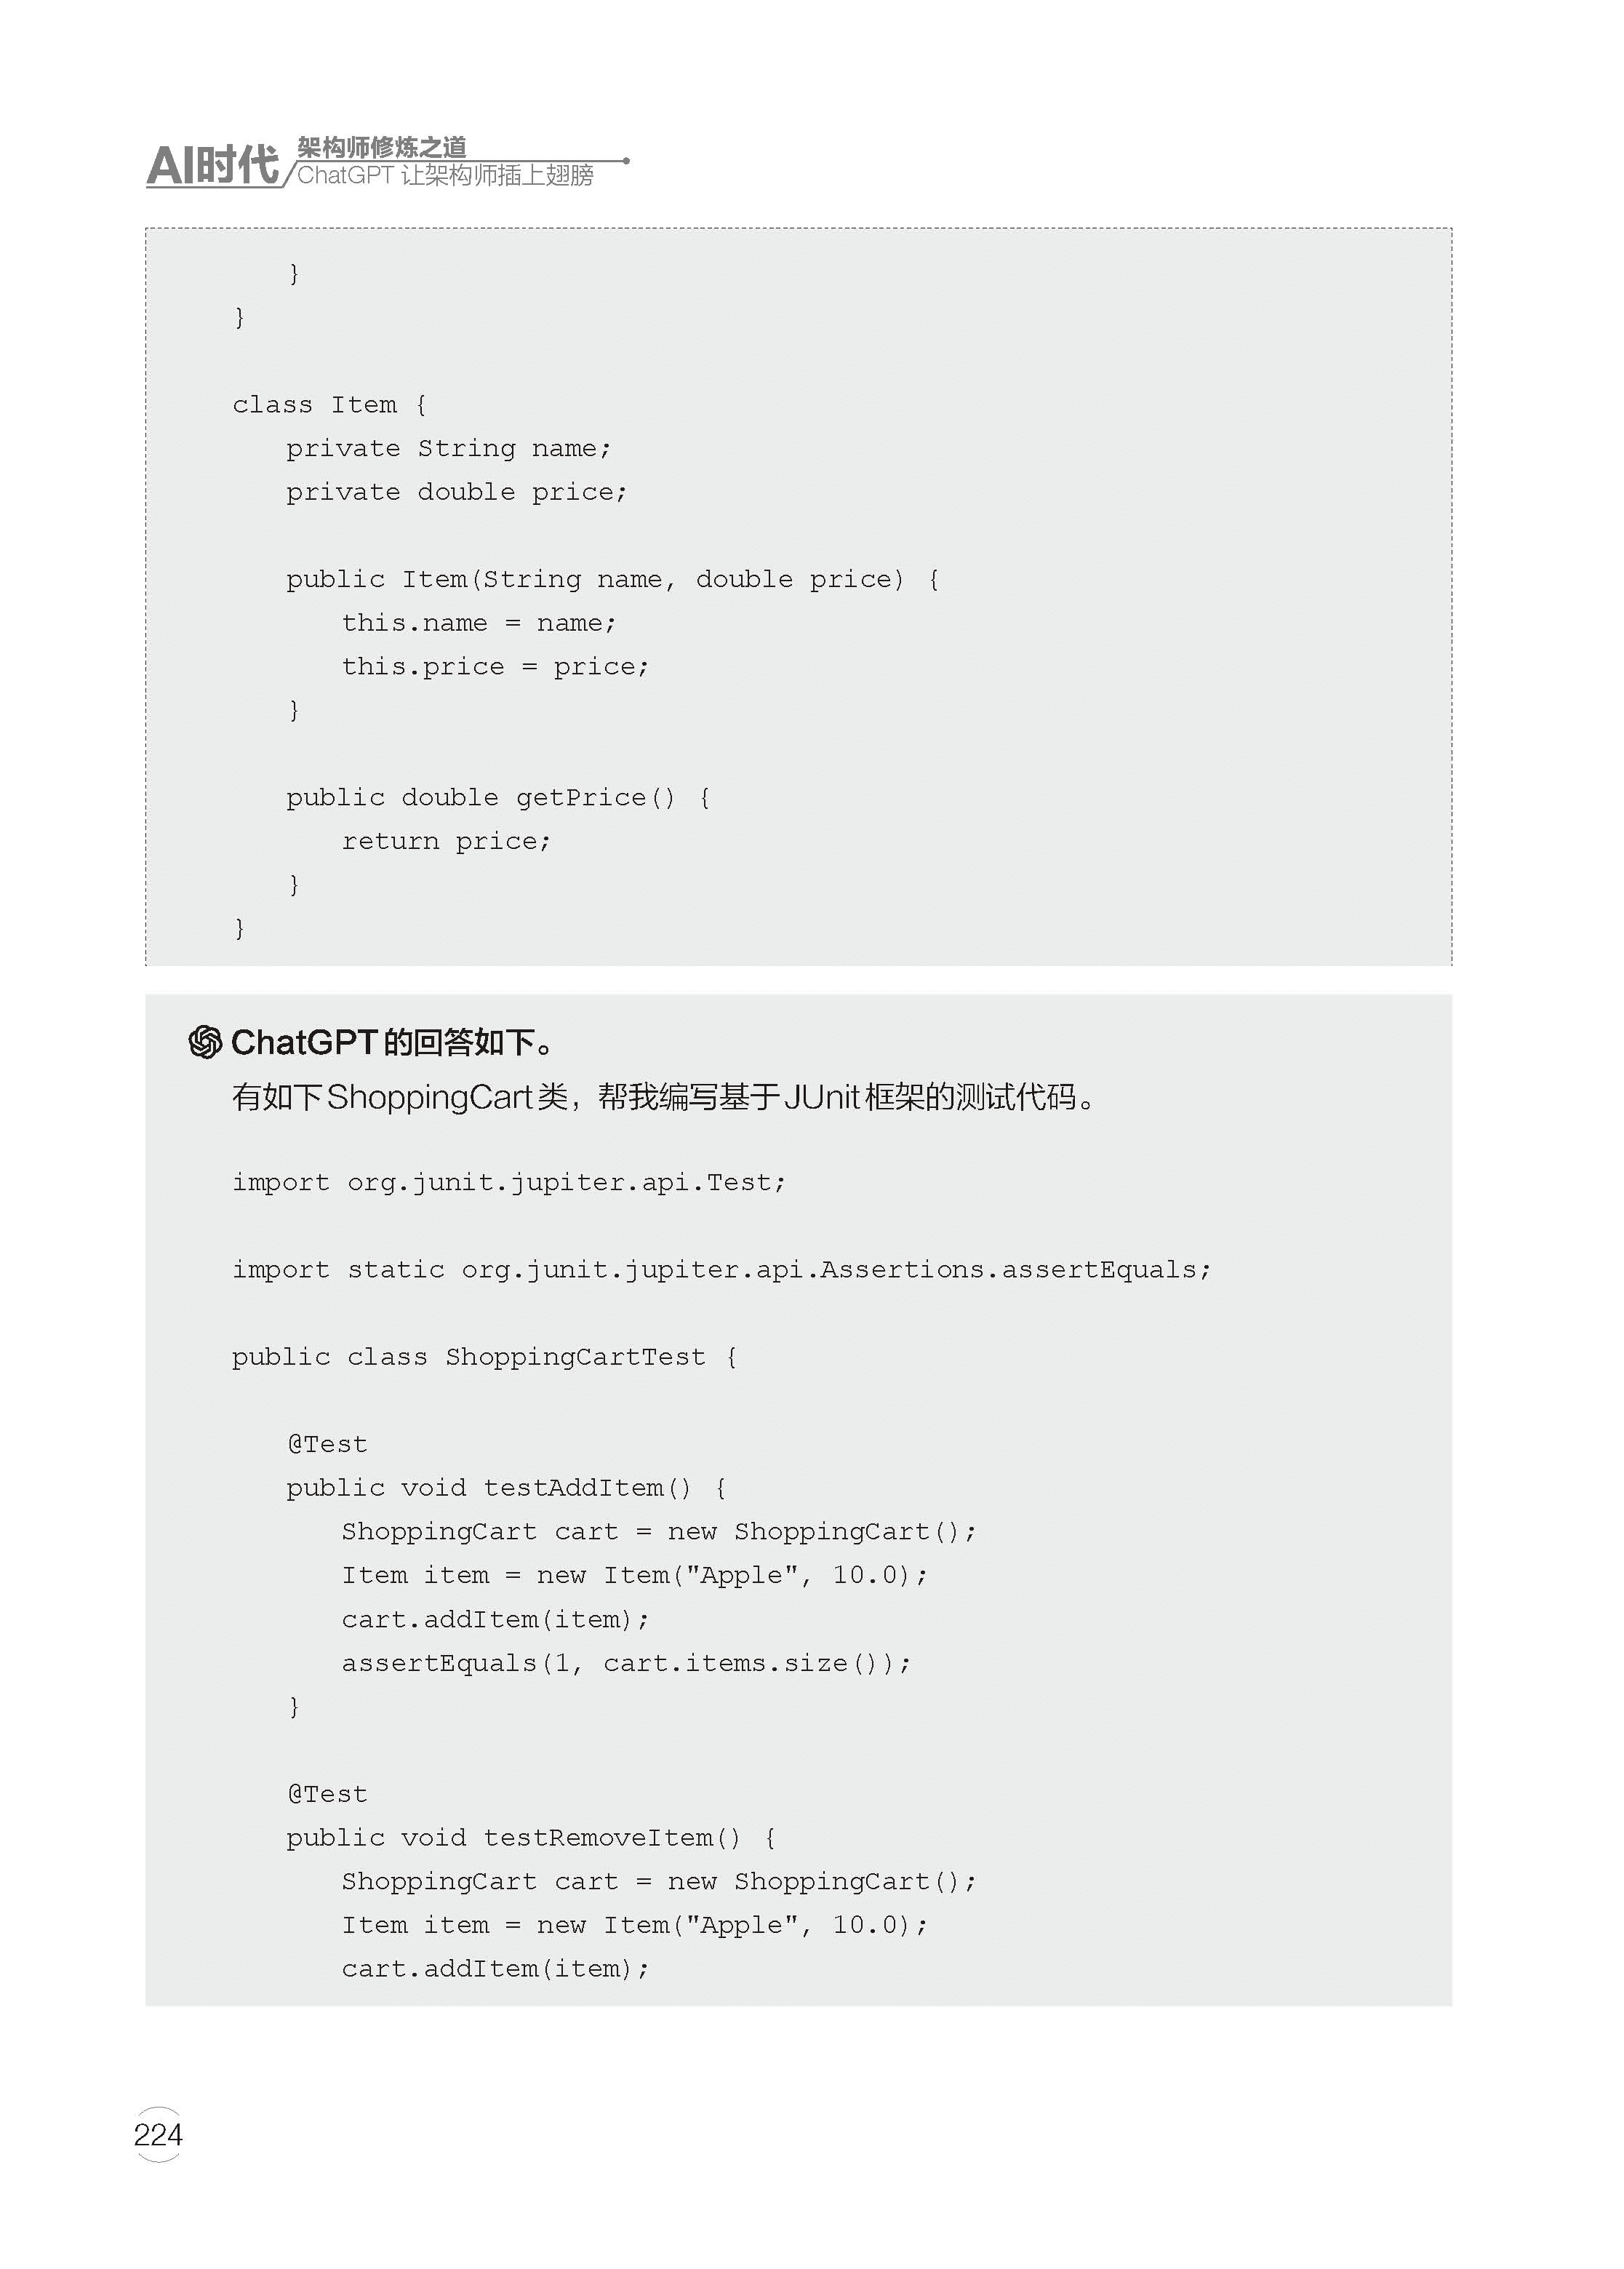 AI时代
架构师修炼之道
ChatGPT 让架构师插上翅膀
}
}
class Item {
private String name;
private double price;
public Item(String name, double price) {
this.name = name;
this.price = price;
}
public double getPrice() {
return price;
}
}
ChatGPT的回答如下。
有如下ShoppingCart类，帮我编写基于JUnit框架的测试代码。
import org.junit.jupiter.api.Test;
import static org.junit.jupiter.api.Assertions.assertEquals;
public class ShoppingCartTest {
@Test
public void testAddItem() {
ShoppingCart cart = new ShoppingCart();
Item item = new Item("Apple", 10.0);
cart.addItem(item);
assertEquals(1, cart.items.size());
}
@Test
public void testRemoveItem() {
ShoppingCart cart = new ShoppingCart();
Item item = new Item("Apple", 10.0);
cart.addItem(item);
224